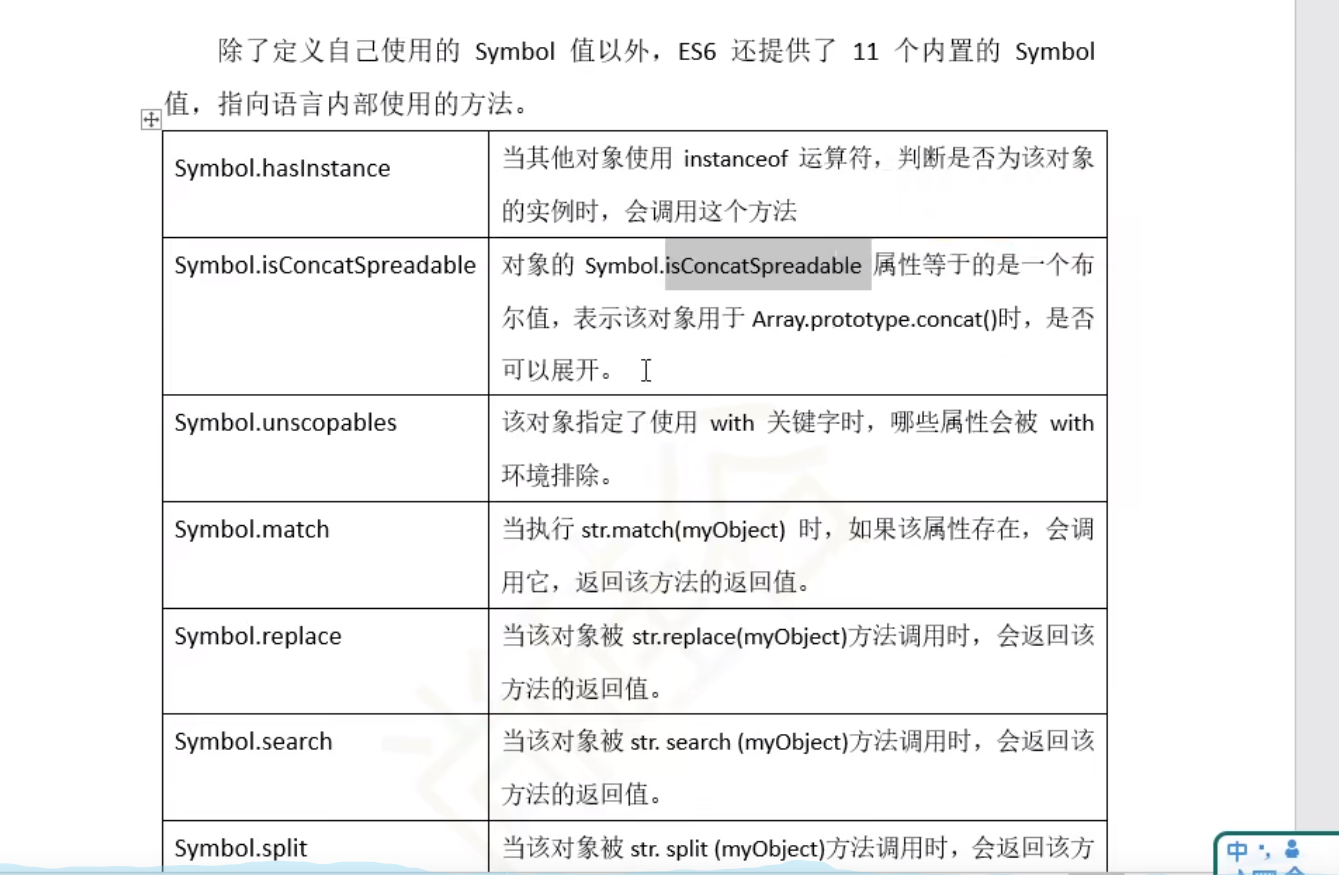 除了定义自己使用的 Symbol 值以外，ES6 还提供了 11 个内置的 Symbol
值，指向语言内部使用的方法。
Symbol.hasInstance
当其他对象使用 instanceof 运算符，判断是否为该对象
的实例时，会调用这个方法
Symbol.isConcatSpreadable
对象的 Symbol.isConcatSpreadable 属性等于的是一个布
尔值，表示该对象用于 Array.prototype.concat()时，是否
可以展开。
Symbol.unscopables
该对象指定了使用 with 关键字时，哪些属性会被 with
环境排除。
Symbol.match
当执行 str.match(myObject) 时，如果该属性存在，会调
用它，返回该方法的返回值。
Symbol.replace
当该对象被 str.replace(myObject)方法调用时，会返回该
方法的返回值。
Symbol.search
当该对象被 str. search (myObject)方法调用时，会返回该
方法的返回值。
Symbol.split
当该对象被 str. split (myObject)方法调用时，会返回该方
中